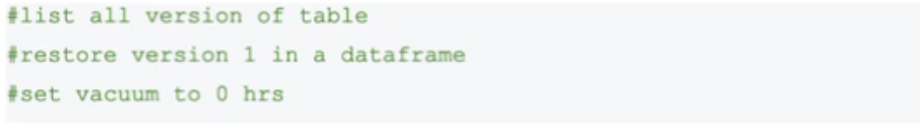 #list all version of table
#restore version 1 in a dataframe
#set vacuum to 0 hrs